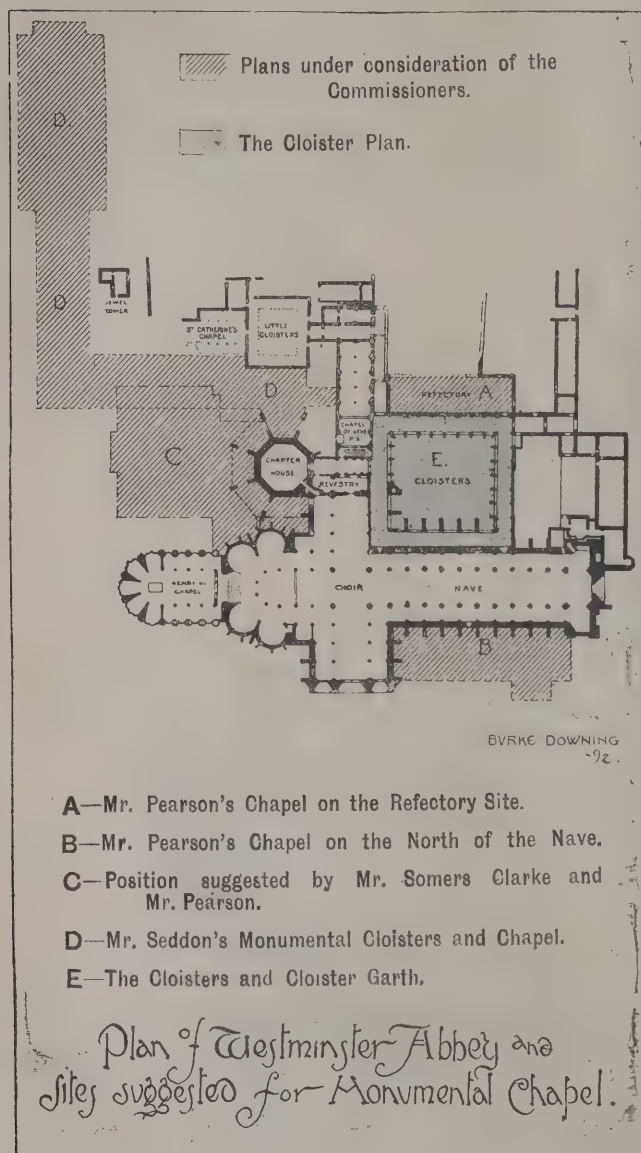 Plans under consideration of the
Commissioners.
The Cloister Plan.
D.
D
JEWEL
TOWER
ST CATHERINE'S
CHAPEL
LITTLE
CLOISTERS
D
REFECTORY A
CHAPEL
C
CHAPTER
HOUSE
REVESTRY
E.
CLOISTERS
CHAPEL
CHOIR
NAVE
B
BVRKE DOWNING
-92.
A—Mr. Pearson's Chapel on the Refectory Site.
B—Mr. Pearson's Chapel on the North of the Nave.
C—Position suggested by Mr. Somers Clarke and
Mr. Pearson.
D—Mr. Seddon's Monumental Cloisters and Chapel.
E—The Cloisters and Cloister Garth.
Plan of Westminster Abbey and
sites suggested for Monumental Chapel.